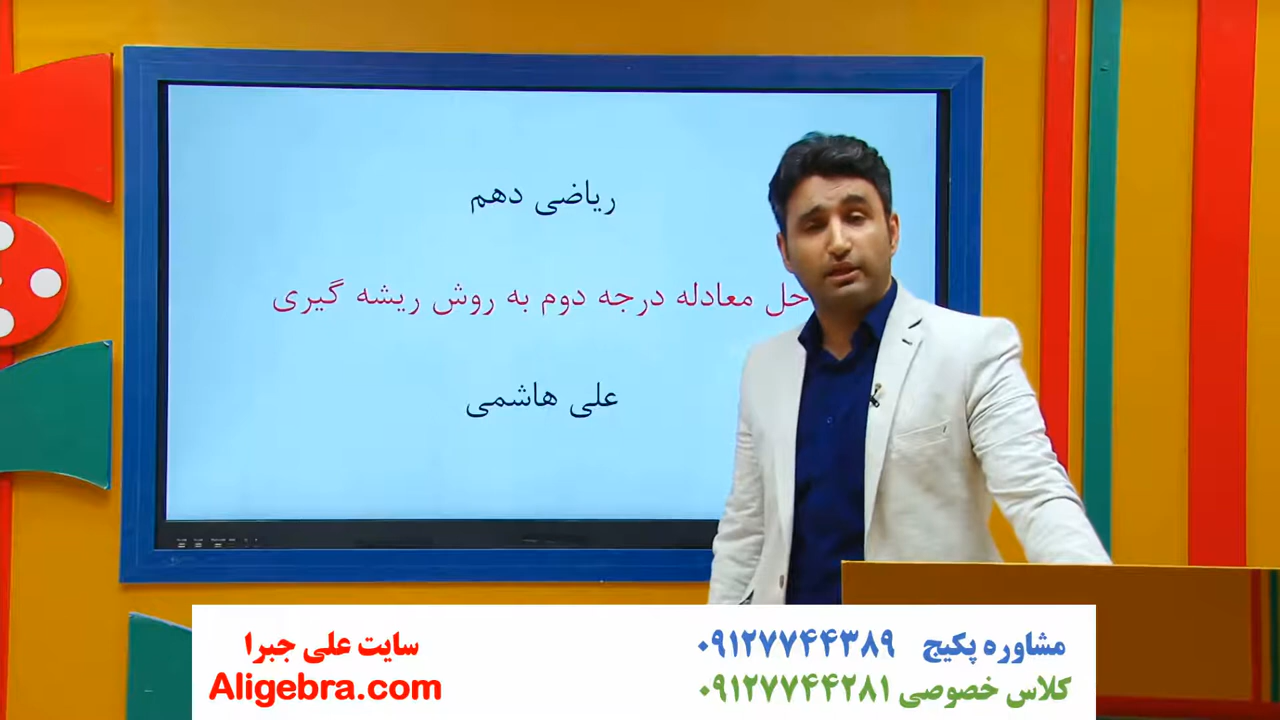 ریاضی دهم
حل معادله درجه دوم به روش ریشه گیری
علی هاشمی
مشاوره پکیج ۰۹۱۲۷۷۴۴۳۸۹
کلاس خصوصی ۰۹۱۲۷۷۴۴۲۸۱
سایت علی جبرا
Aligebra.com